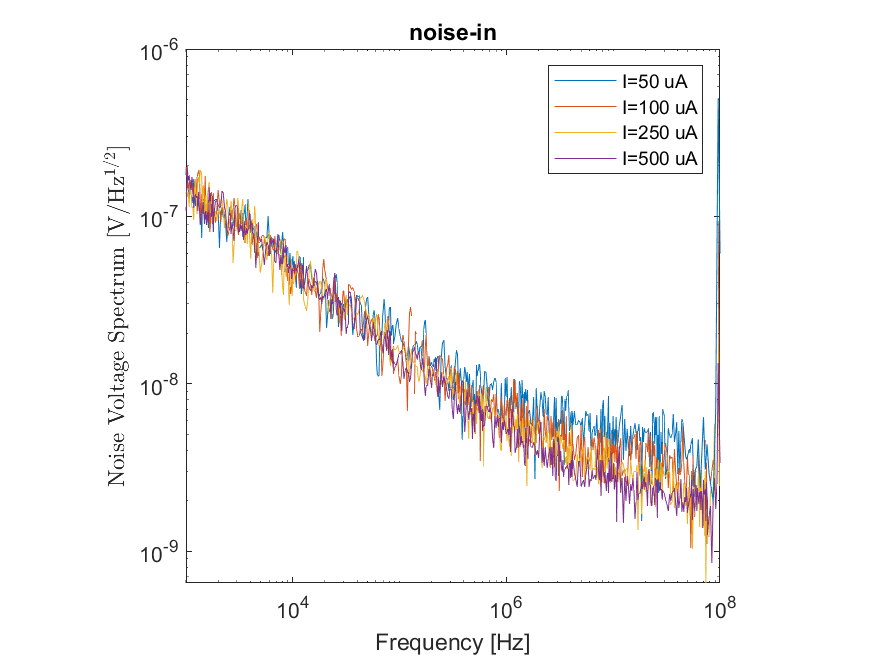 noise-in
10^-6
10^-7
10^-8
10^-9
Noise Voltage Spectrum [V/Hz^1/2]
I=50 uA
I=100 uA
I=250 uA
I=500 uA
10^4
10^6
10^8
Frequency [Hz]